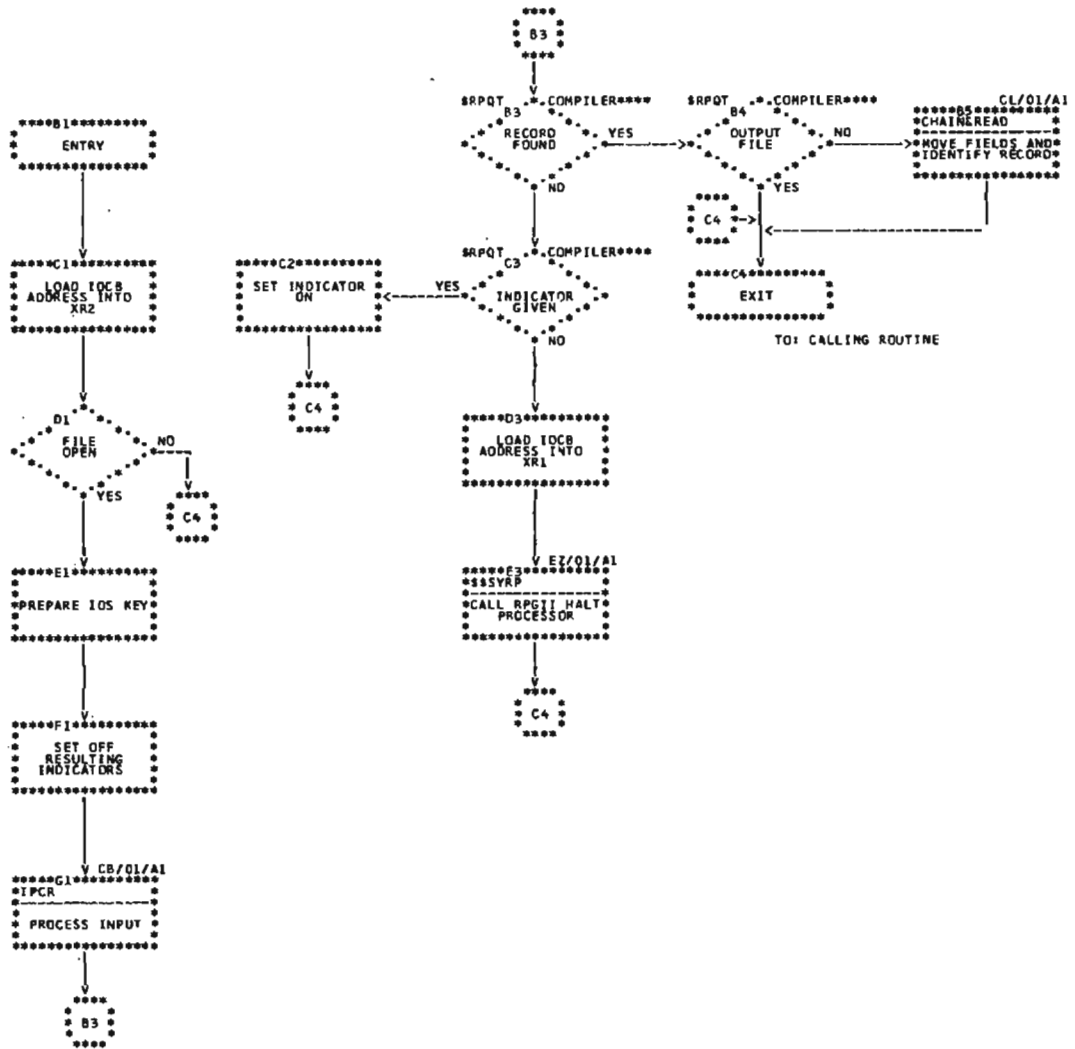 B1
ENTRY
C1
LOAD IOCB
ADDRESS INTO
XR2
D1
FILE
OPEN
NO
YES
C4
E1
PREPARE IOS KEY
F1
SET OFF
RESULTING
INDICATORS
CB/01/A1
G1
IPCR
PROCESS INPUT
B3
B3
$RPQT COMPILER
B3
RECORD
FOUND
YES
NO
$RPQT COMPILER
C3
INDICATOR
GIVEN
YES
NO
C2
SET INDICATOR
ON
C4
D3
LOAD IOCB
ADDRESS INTO
XR1
EZ/01/A1
E3
$$SYRP
CALL RPGII HALT
PROCESSOR
C4
$RPQT COMPILER
B4
OUTPUT
FILE
NO
YES
CL/01/A1
B5
CHAIN&READ
MOVE FIELDS AND
IDENTIFY RECORD
C4
C4
EXIT
TO: CALLING ROUTINE